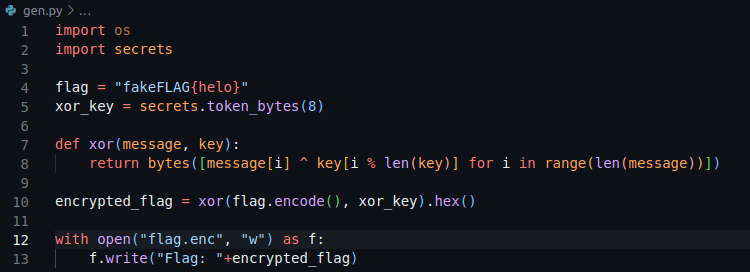 gen.py > ...
1 import os
2 import secrets
3
4 flag = "fakeFLAG{helo}"
5 xor_key = secrets.token_bytes(8)
6
7 def xor(message, key):
8     return bytes([message[i] ^ key[i % len(key)] for i in range(len(message))])
9
10 encrypted_flag = xor(flag.encode(), xor_key).hex()
11
12 with open("flag.enc", "w") as f:
13     f.write("Flag: "+encrypted_flag)